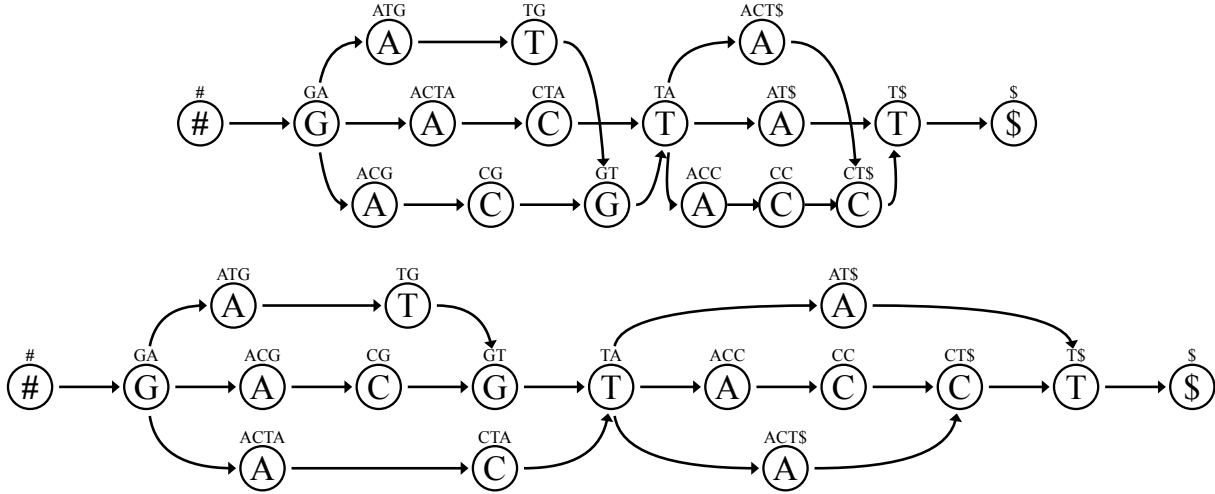 ATG TG ACT$
A T A
# GA ACTA CTA TA AT$ T$ $
# G A C T A T $
ACG CG GT ACC CC CT$
A C G A C C
ATG TG AT$
A T A
# GA ACG CG GT TA ACC CC CT$ T$ $
# G A C G T A C C T $
ACTA CTA ACT$
A C A